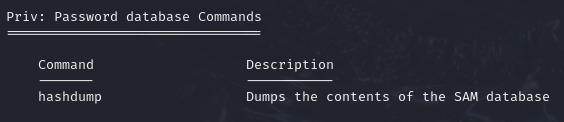 Priv: Password database Commands
Command Description
hashdump Dumps the contents of the SAM database